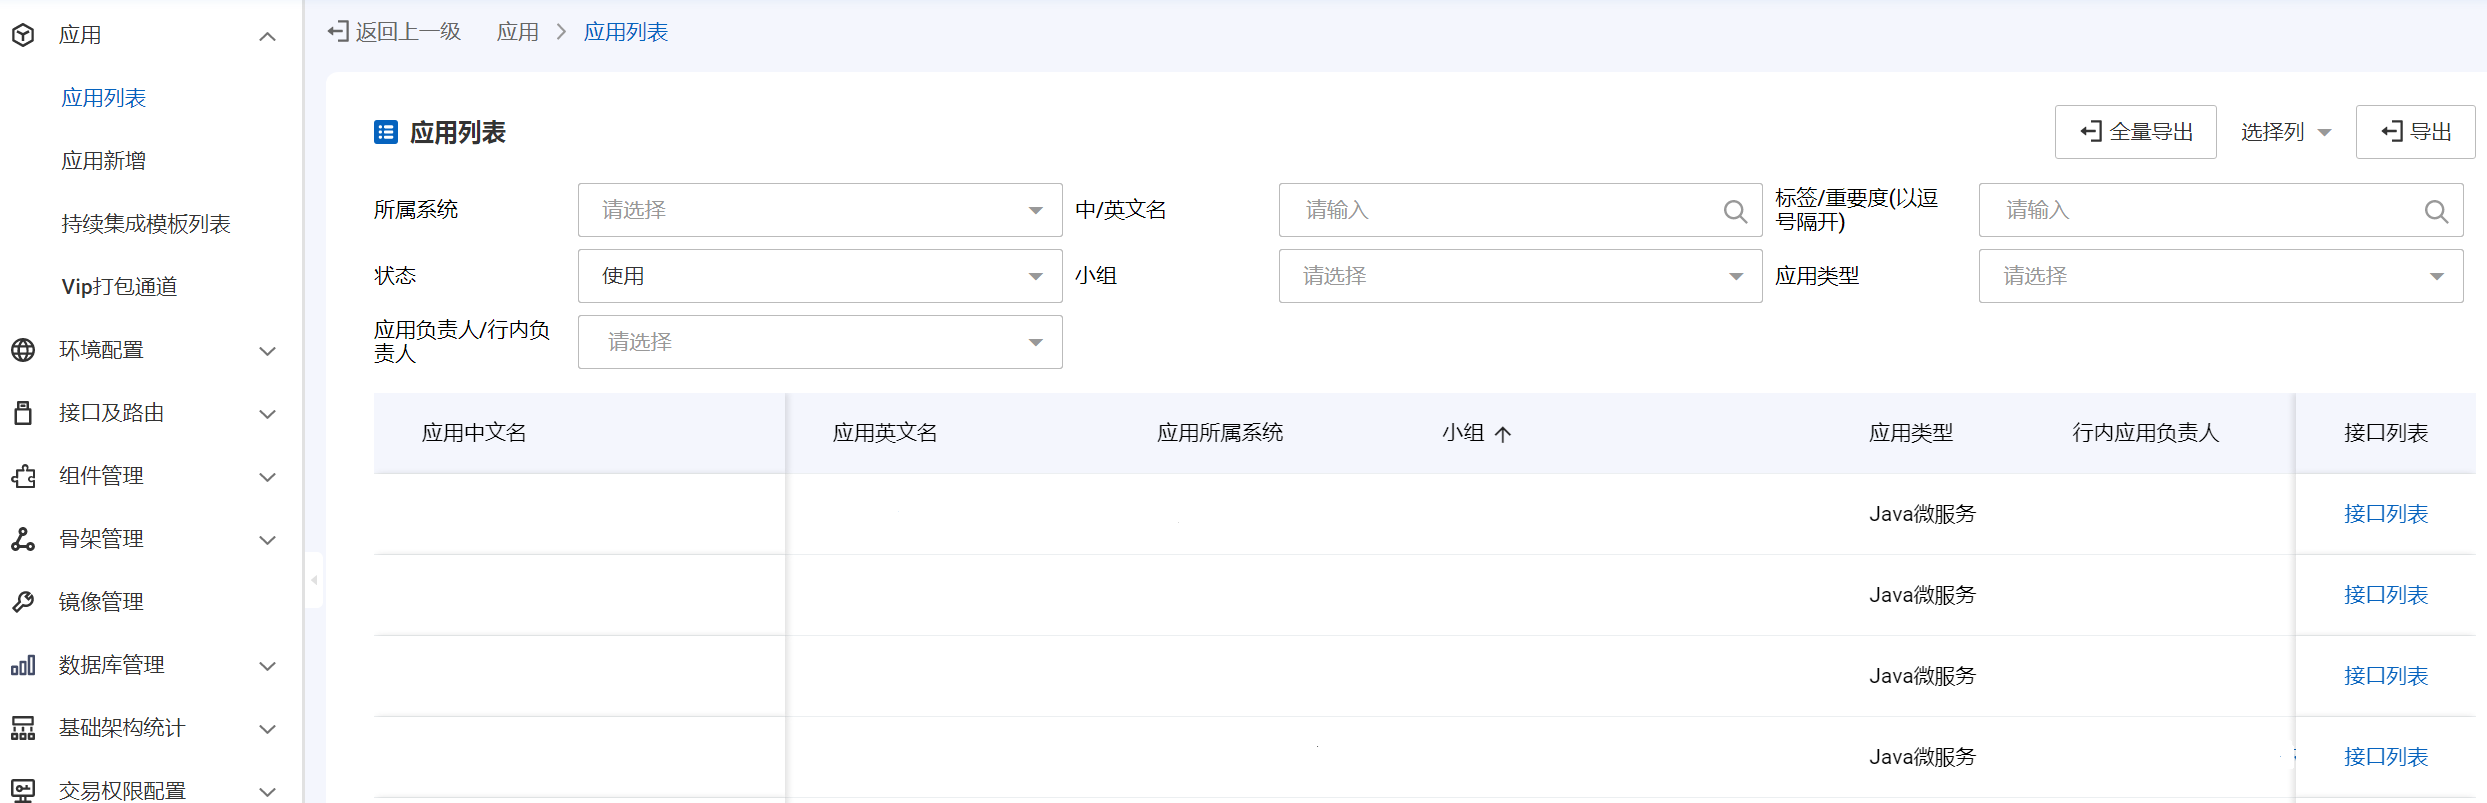 应用
应用列表
应用新增
持续集成模板列表
Vip打包通道
环境配置
接口及路由
组件管理
骨架管理
镜像管理
数据库管理
基础架构统计
交易权限配置
返回上一级 应用 应用列表
应用列表
全量导出 选择列 导出
所属系统 请选择 中/英文名 请输入 标签/重要度(以逗
号隔开) 请输入
状态 使用 小组 请选择 应用类型 请选择
应用负责人/行内负
责人 请选择
应用中文名 应用英文名 应用所属系统 小组 应用类型 行内应用负责人 接口列表
Java微服务 接口列表
Java微服务 接口列表
Java微服务 接口列表
Java微服务 接口列表